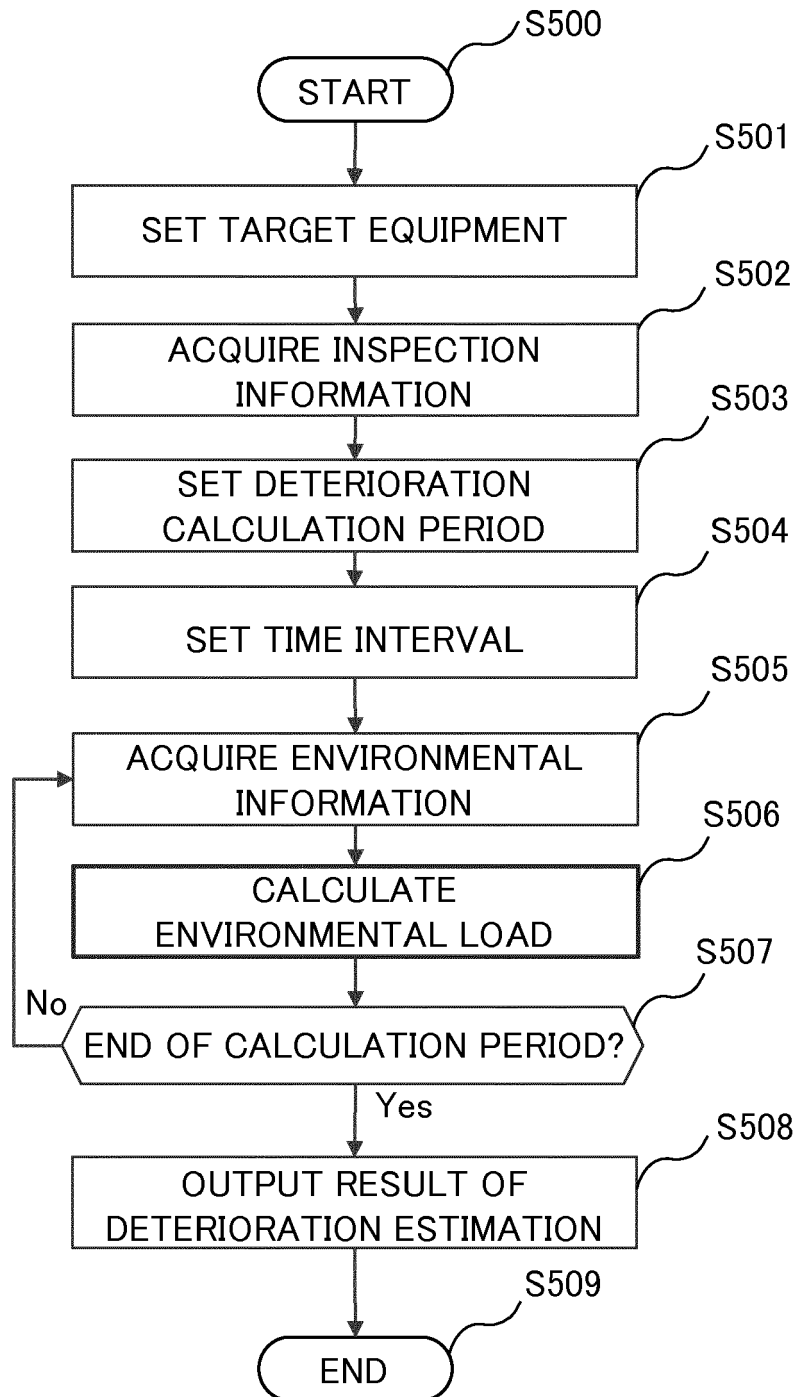 S500
START
S501
SET TARGET EQUIPMENT
S502
ACQUIRE INSPECTION
INFORMATION
S503
SET DETERIORATION
CALCULATION PERIOD
S504
SET TIME INTERVAL
S505
ACQUIRE ENVIRONMENTAL
INFORMATION
S506
CALCULATE
ENVIRONMENTAL LOAD
S507
No
END OF CALCULATION PERIOD?
Yes
S508
OUTPUT RESULT OF
DETERIORATION ESTIMATION
S509
END